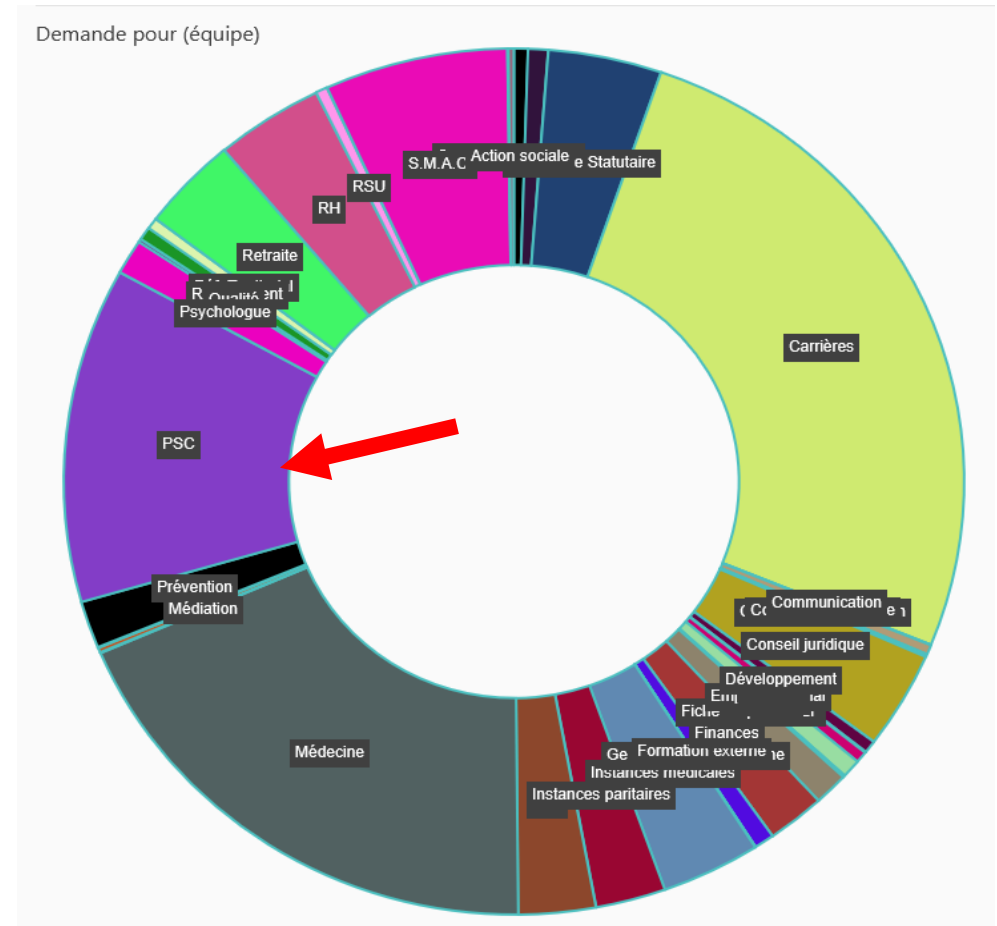 Demande pour (équipe)
Action sociale
S.M.A.C
e Statutaire
RSU
RH
Retraite
Qualité
Psychologue
Carrières
PSC
Prévention
Médiation
Communication
Conseil juridique
Développement
Finances
Formation externe
Instances médicales
Instances paritaires
Médecine